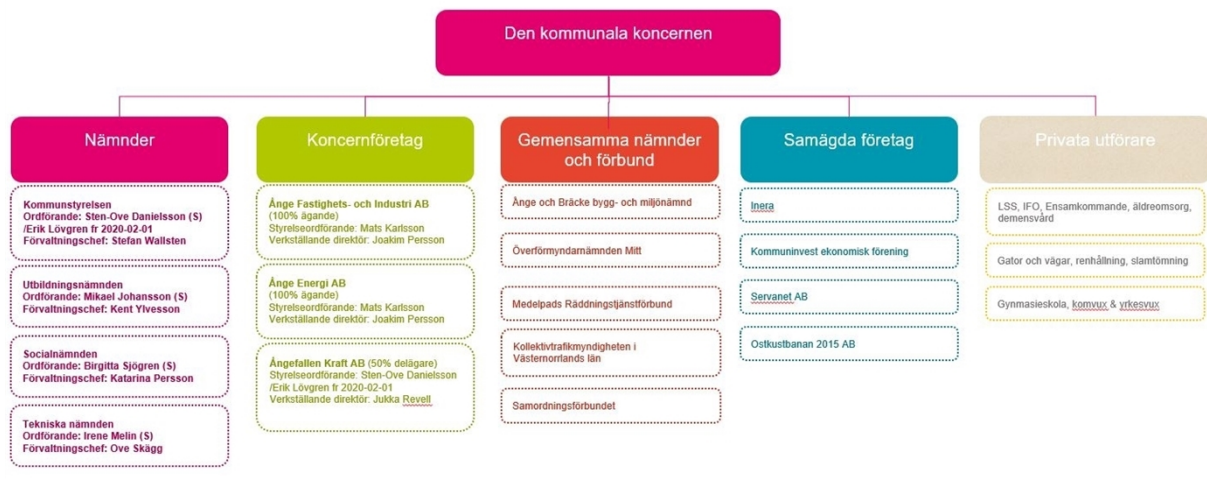 Den kommunala koncernen
Nämnder
Kommunstyrelsen
Ordförande: Sten-Ove Danielsson (S)
/Erik Lövgren fr 2020-02-01
Förvaltningschef: Stefan Wallsten
Utbildningsnämnden
Ordförande: Mikael Johansson (S)
Förvaltningschef: Kent Ylvesson
Socialnämnden
Ordförande: Birgitta Sjögren (S)
Förvaltningschef: Katarina Persson
Tekniska nämnden
Ordförande: Irene Melin (S)
Förvaltningschef: Ove Skägg
Koncernföretag
Ånge Fastighets- och Industri AB
(100% ägande)
Styrelseordförande: Mats Karlsson
Verkställande direktör: Joakim Persson
Ånge Energi AB
(100% ägande)
Styrelseordförande: Mats Karlsson
Verkställande direktör: Joakim Persson
Ångefallen Kraft AB (50% delägare)
Styrelseordförande: Sten-Ove Danielsson
/Erik Lövgren fr 2020-02-01
Verkställande direktör: Jukka Revell
Gemensamma nämnder
och förbund
Ånge och Bräcke bygg- och miljönämnd
Överförmyndarnämnden Mitt
Medelpads Räddningstjänstförbund
Kollektivtrafikmyndigheten i
Västernorrlands län
Samordningsförbundet
Samägda företag
Inera
Kommuninvest ekonomisk förening
Servanet AB
Ostkustbanan 2015 AB
Privata utförare
LSS, IFO, Ensamkommande, äldreomsorg,
demensvård
Gator och vägar, renhållning, slamtömning
Gynmasieskola, komvux & yrkesvux